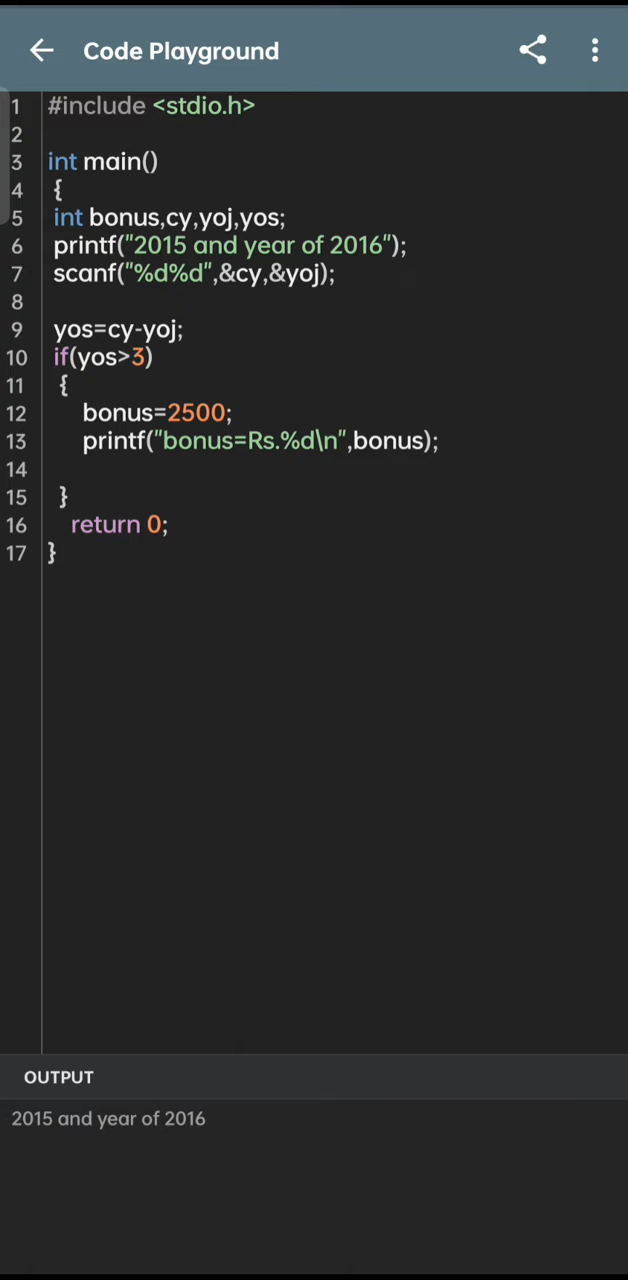 Code Playground
1 #include <stdio.h>
2
3 int main()
4 {
5 int bonus,cy,yoj,yos;
6 printf("2015 and year of 2016");
7 scanf("%d%d",&cy,&yoj);
8
9 yos=cy-yoj;
10 if(yos>3)
11 {
12 bonus=2500;
13 printf("bonus=Rs.%d\n",bonus);
14
15 }
16 return 0;
17 }
OUTPUT
2015 and year of 2016